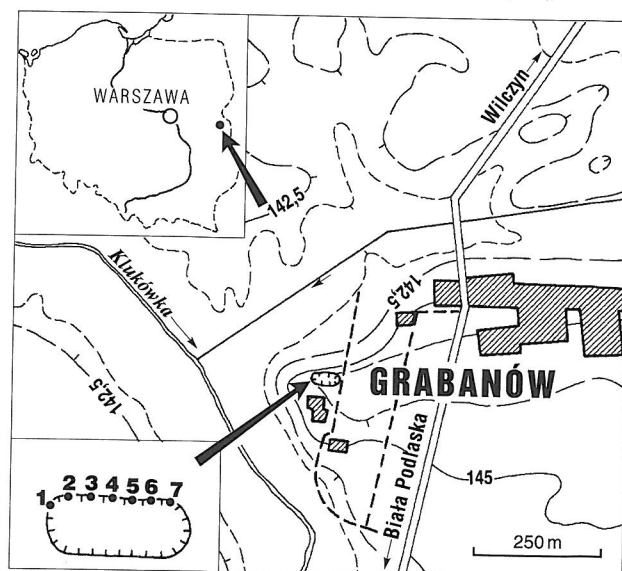 WARSZAWA
142,5
Wilczyn
Klukówka
142,5
142,5
GRABANÓW
Biała Podlaska
145
1 2 3 4 5 6 7
250 m